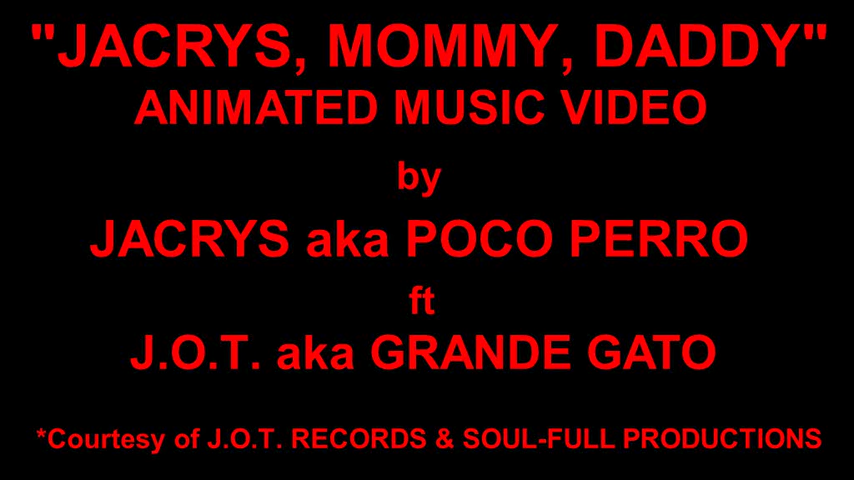 "JACRYS, MOMMY, DADDY"
ANIMATED MUSIC VIDEO
by
JACRYS aka POCO PERRO
ft
J.O.T. aka GRANDE GATO
*Courtesy of J.O.T. RECORDS & SOUL-FULL PRODUCTIONS